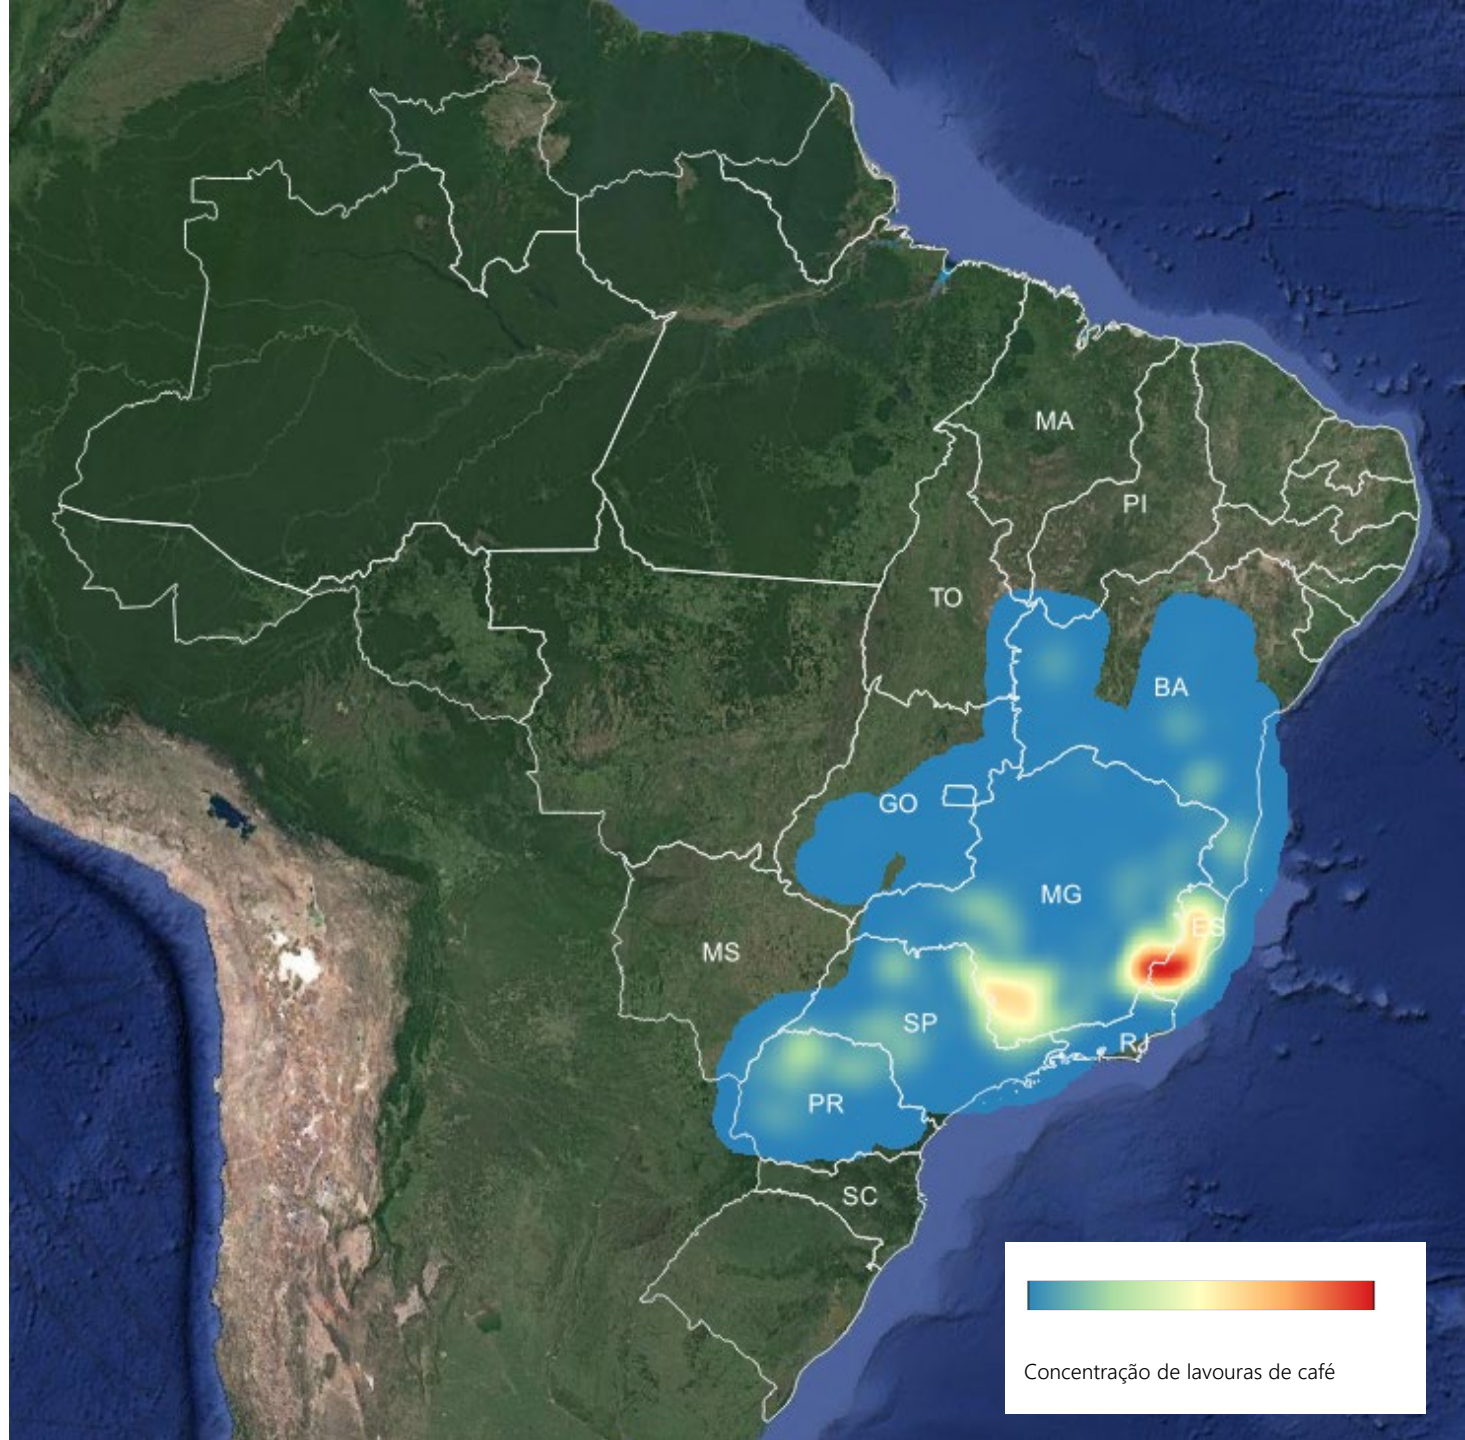 MA
PI
TO
BA
GO
MG
ES
MS
SP
RJ
PR
SC
Concentração de lavouras de café